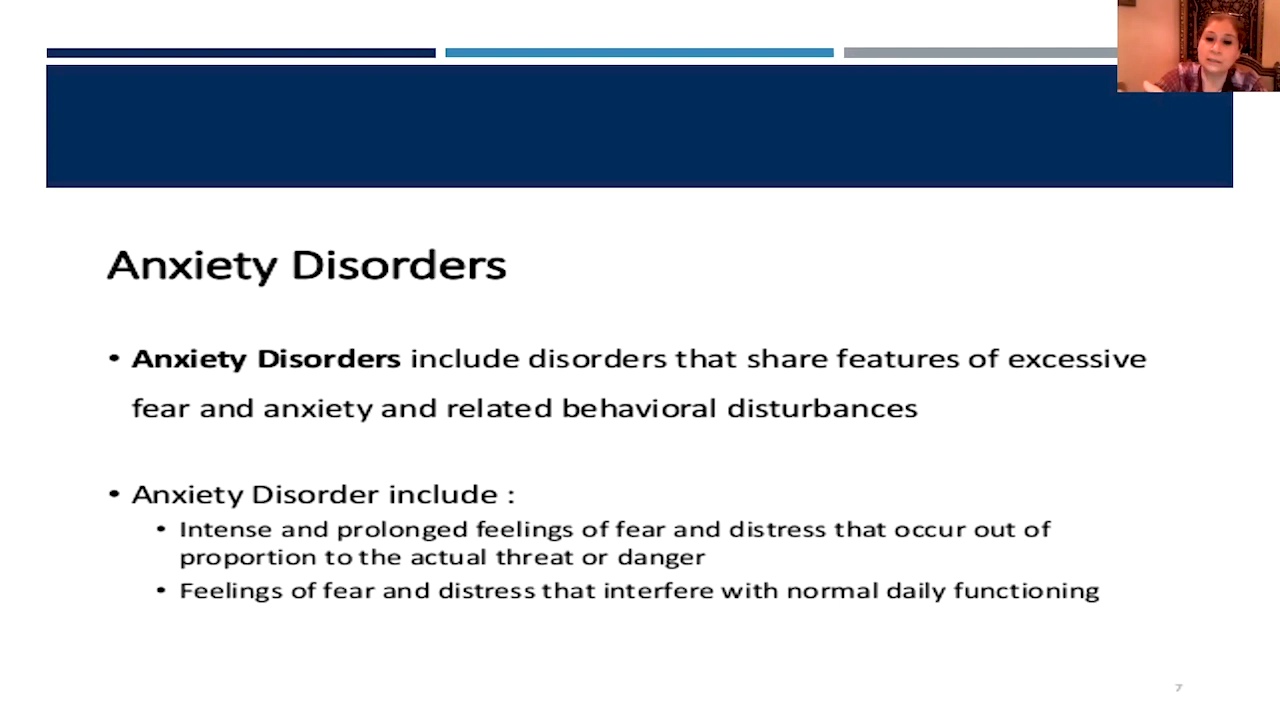 Anxiety Disorders
• Anxiety Disorders include disorders that share features of excessive
fear and anxiety and related behavioral disturbances
• Anxiety Disorder include :
• Intense and prolonged feelings of fear and distress that occur out of
proportion to the actual threat or danger
• Feelings of fear and distress that interfere with normal daily functioning
7